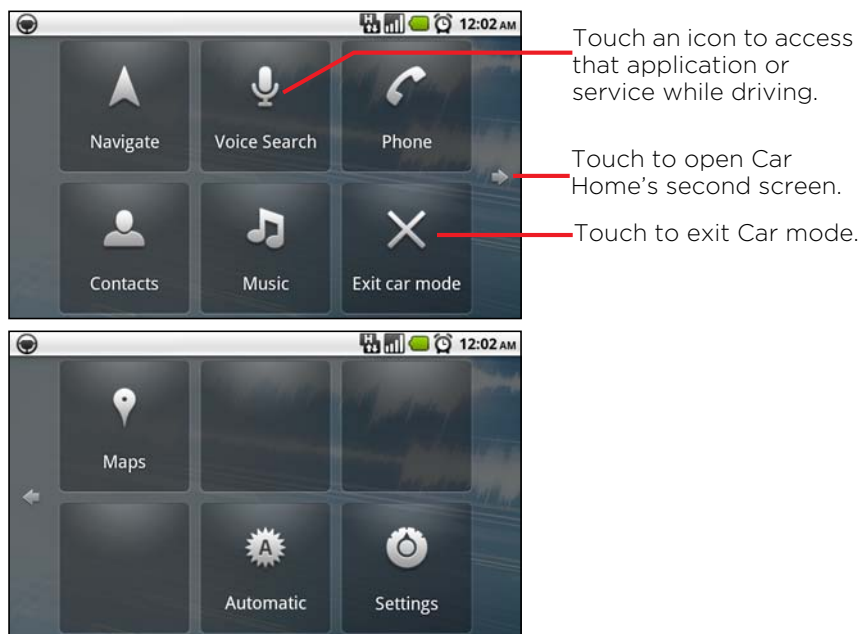 12:02 AM
Touch an icon to access
that application or
service while driving.
Navigate Voice Search Phone
Touch to open Car
Home’s second screen.
Touch to exit Car mode.
Contacts Music Exit car mode
12:02 AM
Maps
A
Automatic Settings